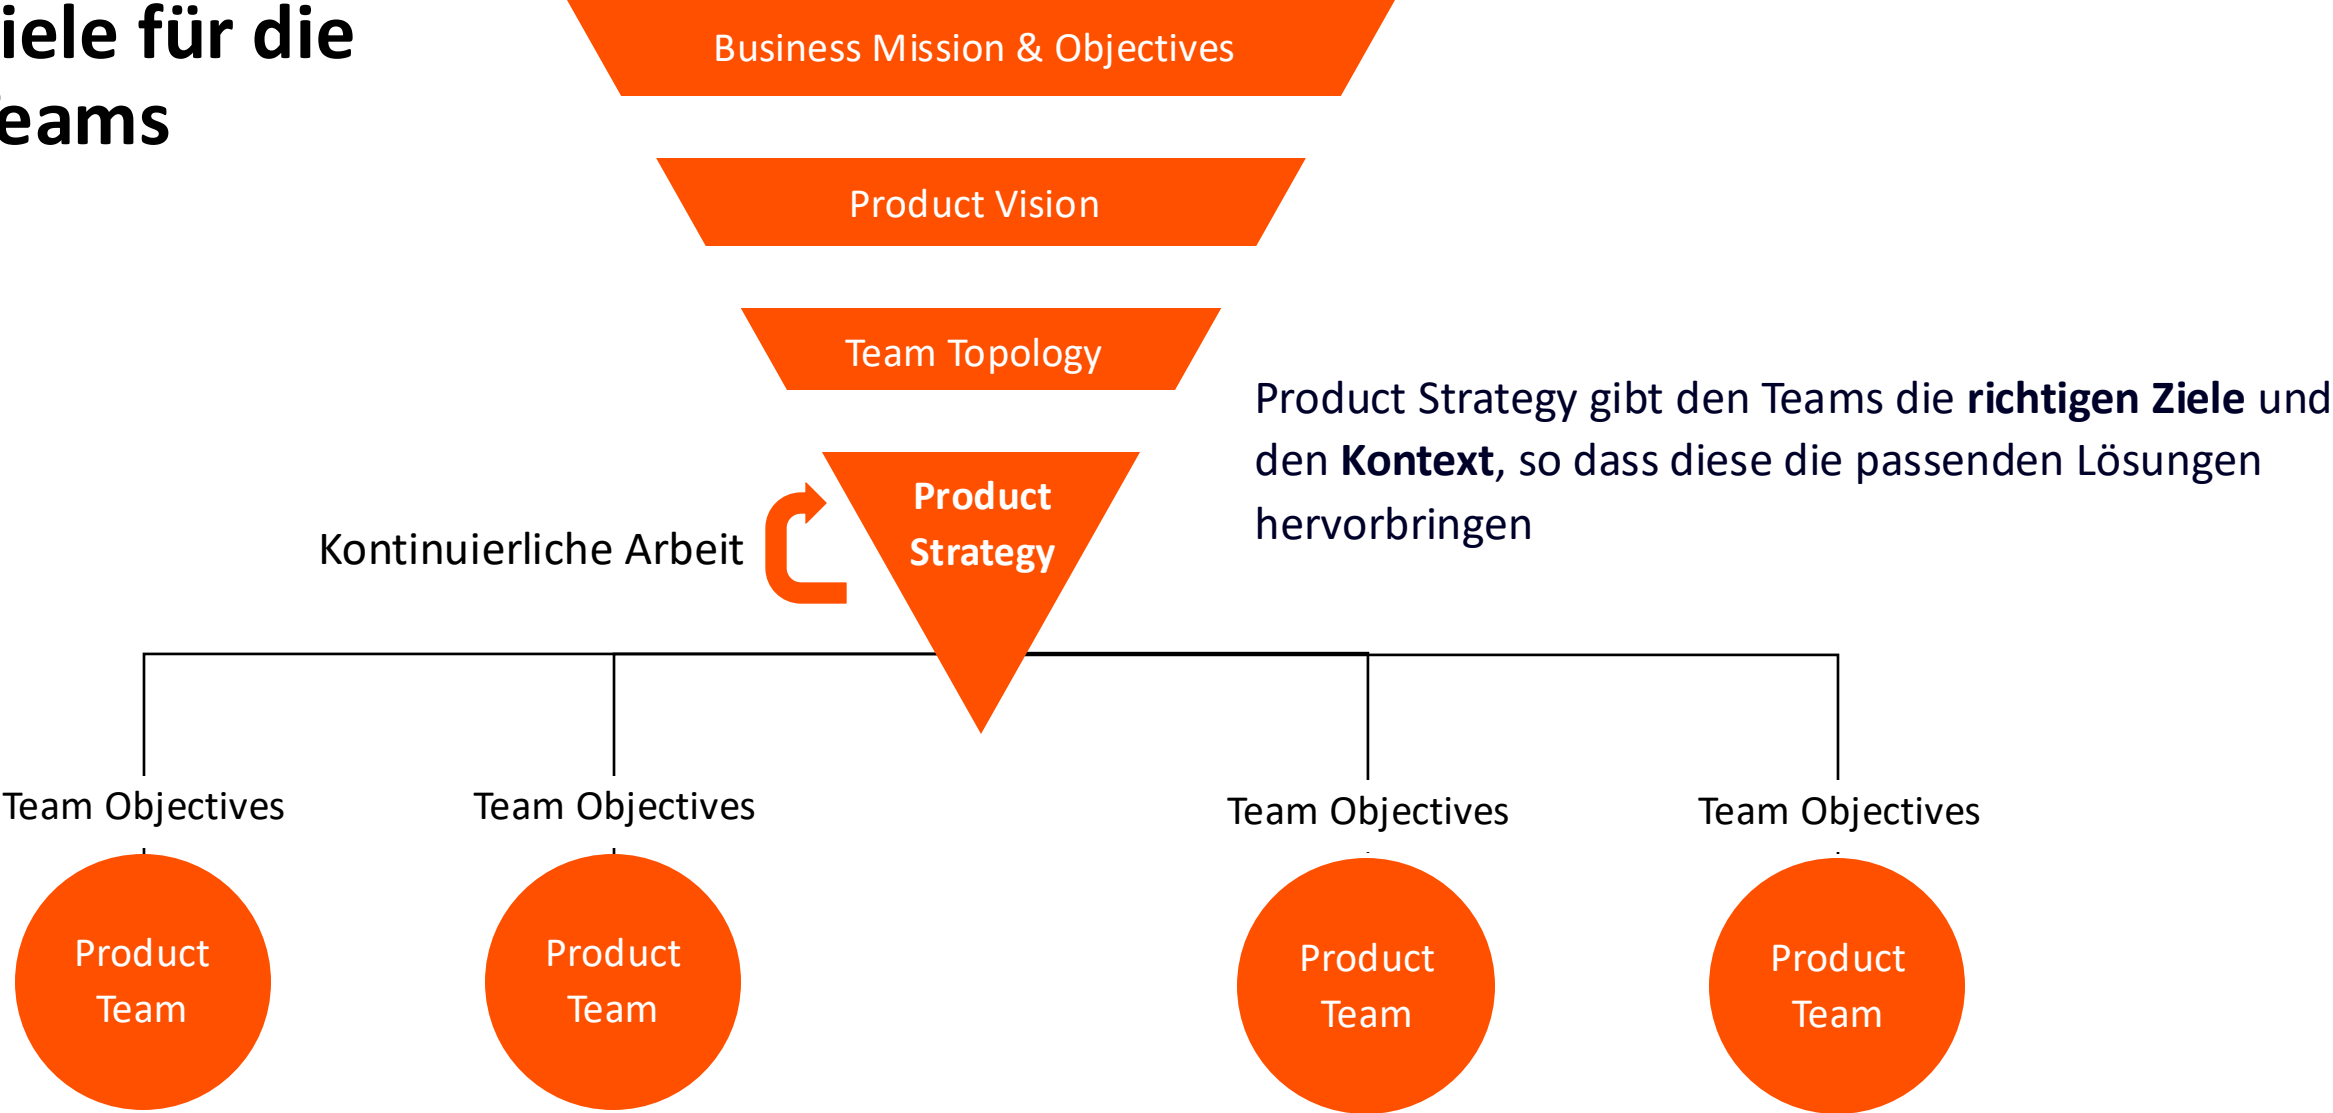 iele für die
eams
Business Mission & Objectives
Product Vision
Team Topology
Product Strategy gibt den Teams die richtigen Ziele und
den Kontext, so dass diese die passenden Lösungen
hervorbringen
Product
Strategy
Kontinuierliche Arbeit
Team Objectives
Team Objectives
Team Objectives
Team Objectives
Product
Team
Product
Team
Product
Team
Product
Team